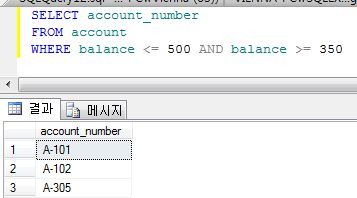 SELECT account_number
FROM account
WHERE balance <= 500 AND balance >= 350
결과 메시지
account_number
1 A-101
2 A-102
3 A-305